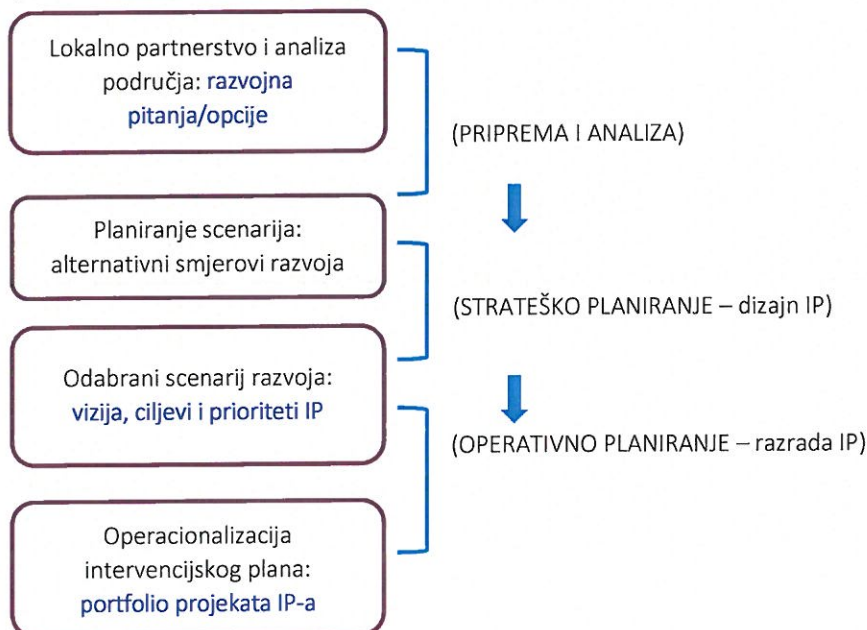 Lokalno partnerstvo i analiza
područja: razvojna
pitanja/opcije
(PRIPREMA I ANALIZA)
Planiranje scenarija:
alternativni smjerovi razvoja
(STRATEŠKO PLANIRANJE – dizajn IP)
Odabrani scenarij razvoja:
vizija, ciljevi i prioriteti IP
(OPERATIVNO PLANIRANJE – razrada IP)
Operacionalizacija
intervencijskog plana:
portfolio projekata IP-a